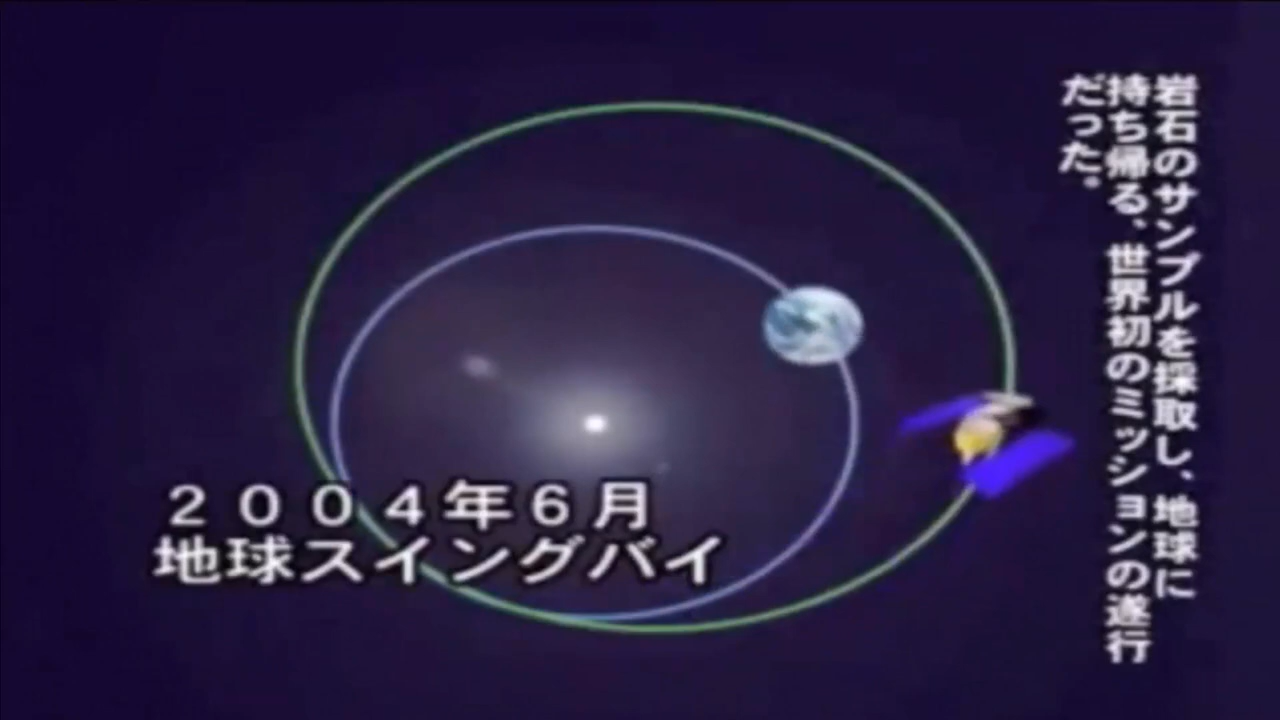 岩石のサンプルを採取し、地球に
持ち帰る、世界初のミッションの遂行
だった。
２００４年６月
地球スイングバイ